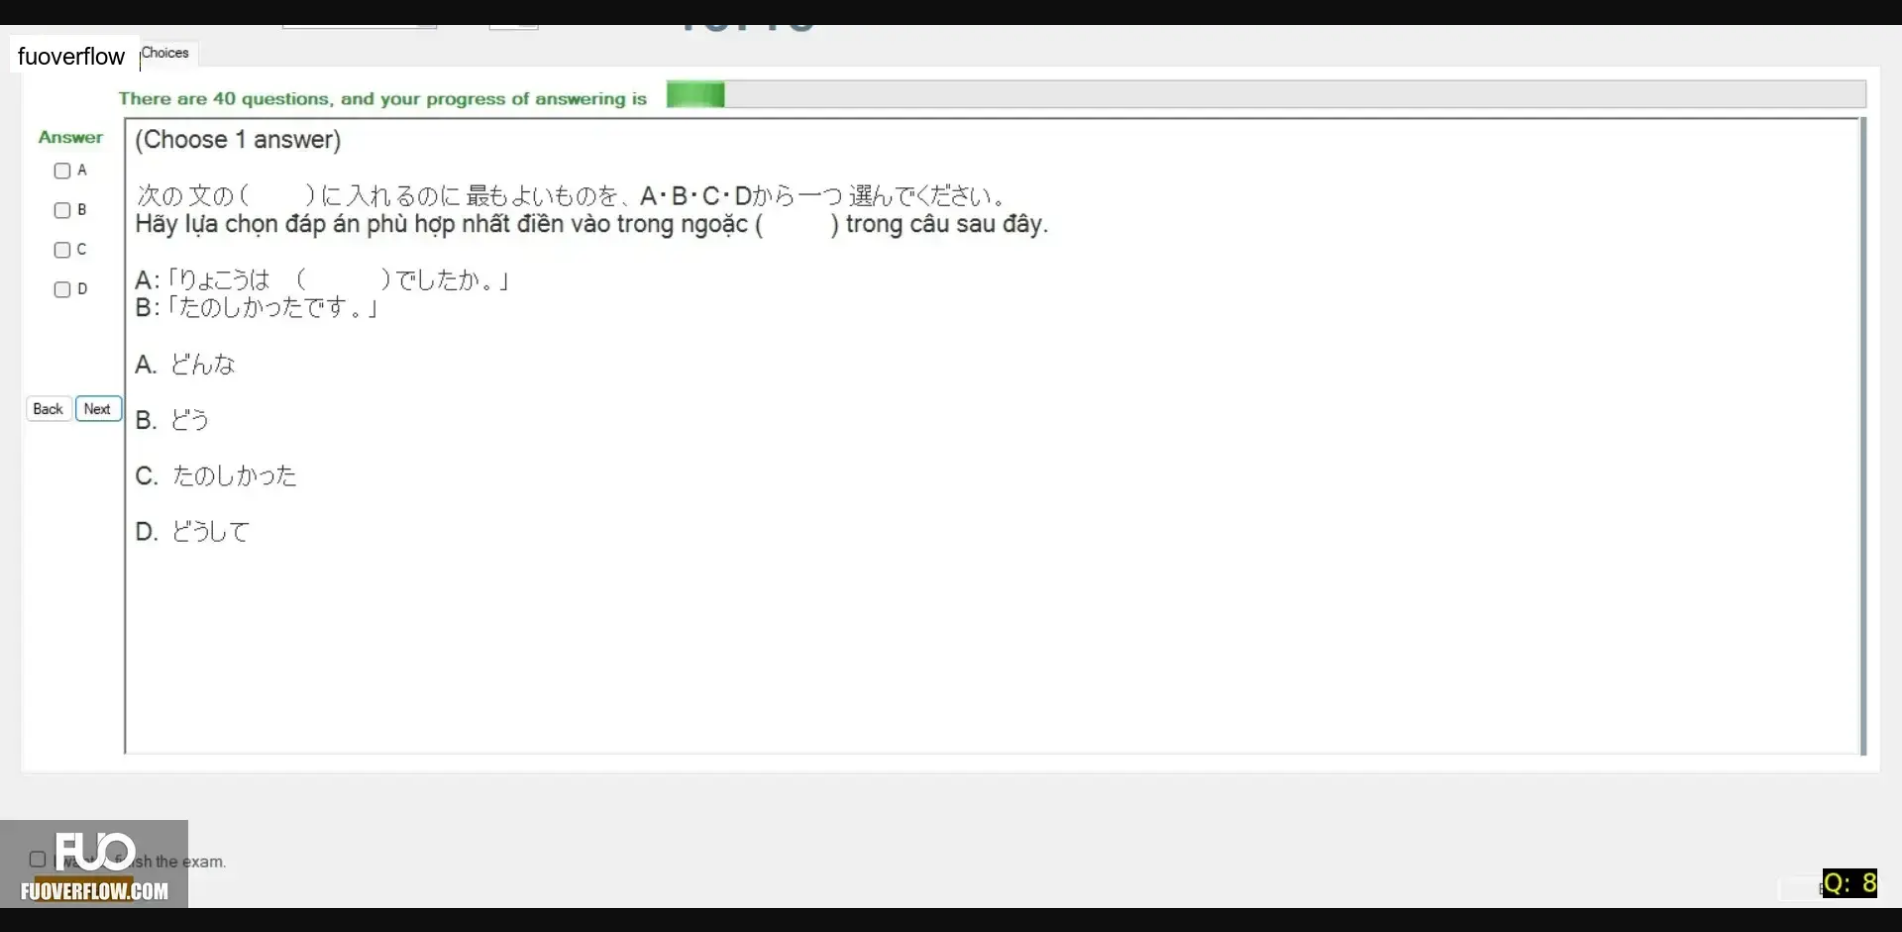 fuoverflow
Choices
There are 40 questions, and your progress of answering is
Answer
A
B
C
D
Back
Next
(Choose 1 answer)
次の 文の(　　)に 入れるのに 最もよいものを、A・B・C・Dから一つ 選んでください。
Hãy lựa chọn đáp án phù hợp nhất điền vào trong ngoặc (　　) trong câu sau đây.
A:「りょこうは （　　）でしたか。」
B:「たのしかったです。」
A. どんな
B. どう
C. たのしかった
D. どうして
FUO
the exam.
FUOVERFLOW.COM
Q: 8